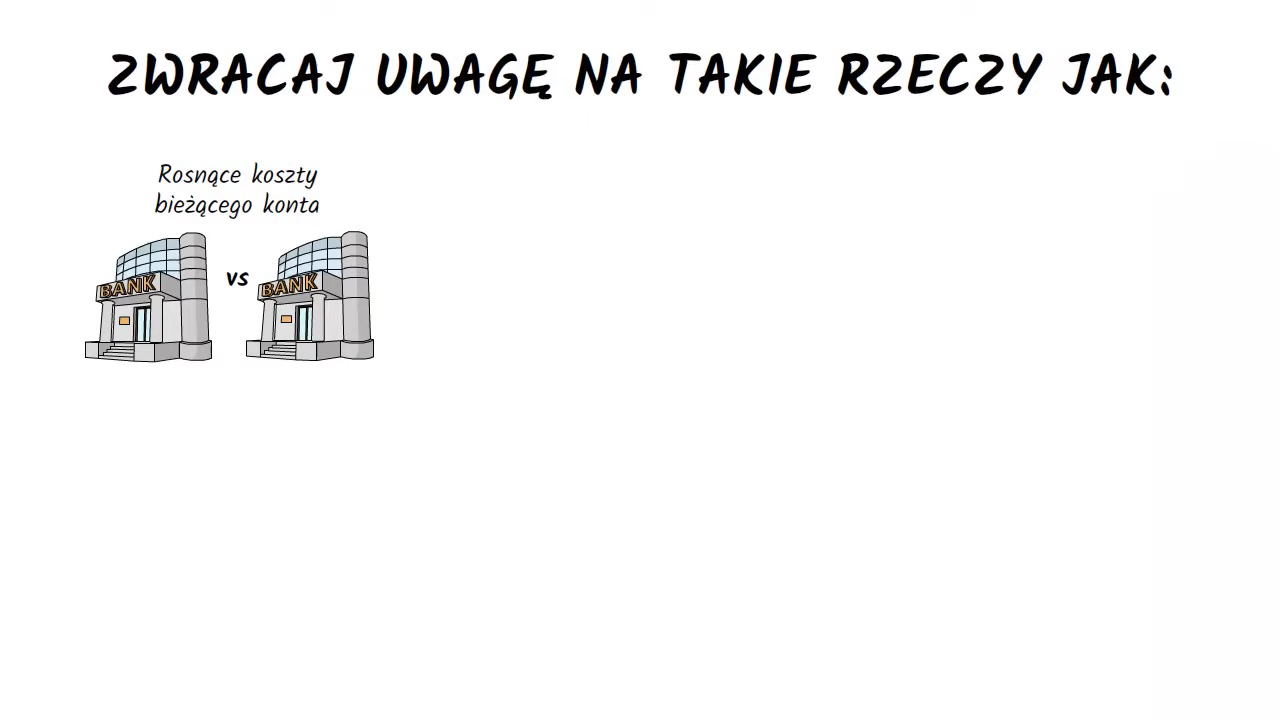 ZWRACAJ UWAGĘ NA TAKIE RZECZY JAK:
Rosnące koszty
bieżącego konta
BANK vs BANK